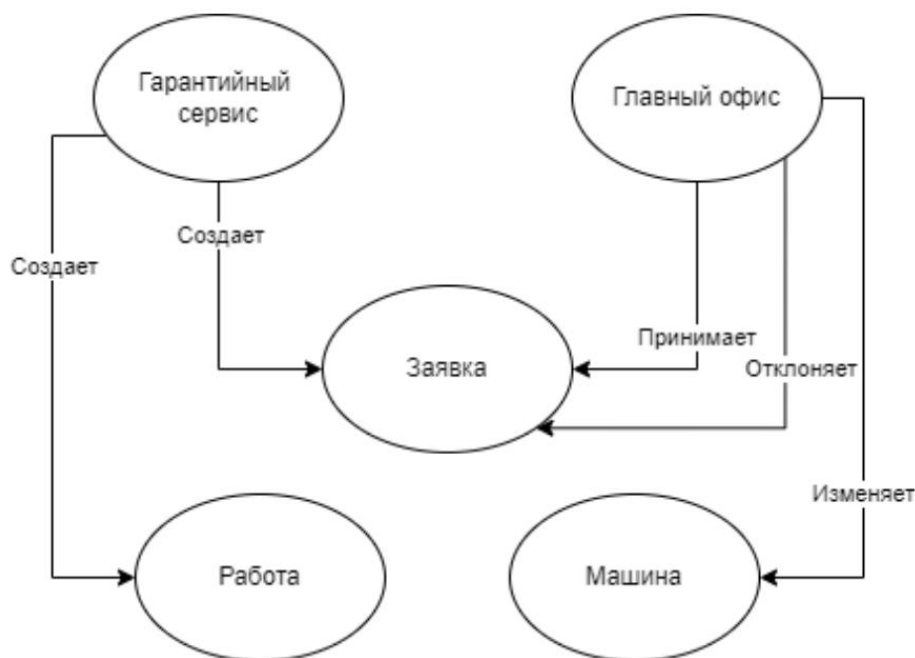 Гарантийный
сервис
Главный офис
Создает
Создает
Принимает
Заявка
Отклоняет
Изменяет
Работа
Машина